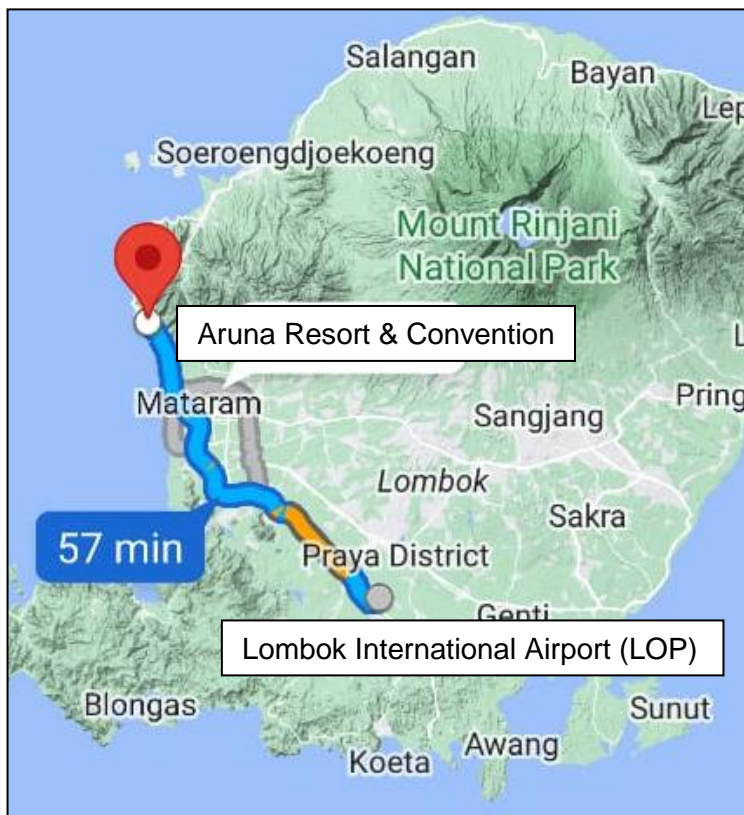 Salangan
Bayan
Lep
Soeroengdjoekoeng
Mount Rinjani
National Park
Aruna Resort & Convention
L
Mataram
Pring
Sangjang
Lombok
Sakra
57 min
Praya District
Genti
Lombok International Airport (LOP)
Blongas
Sunut
Awang
Koeta